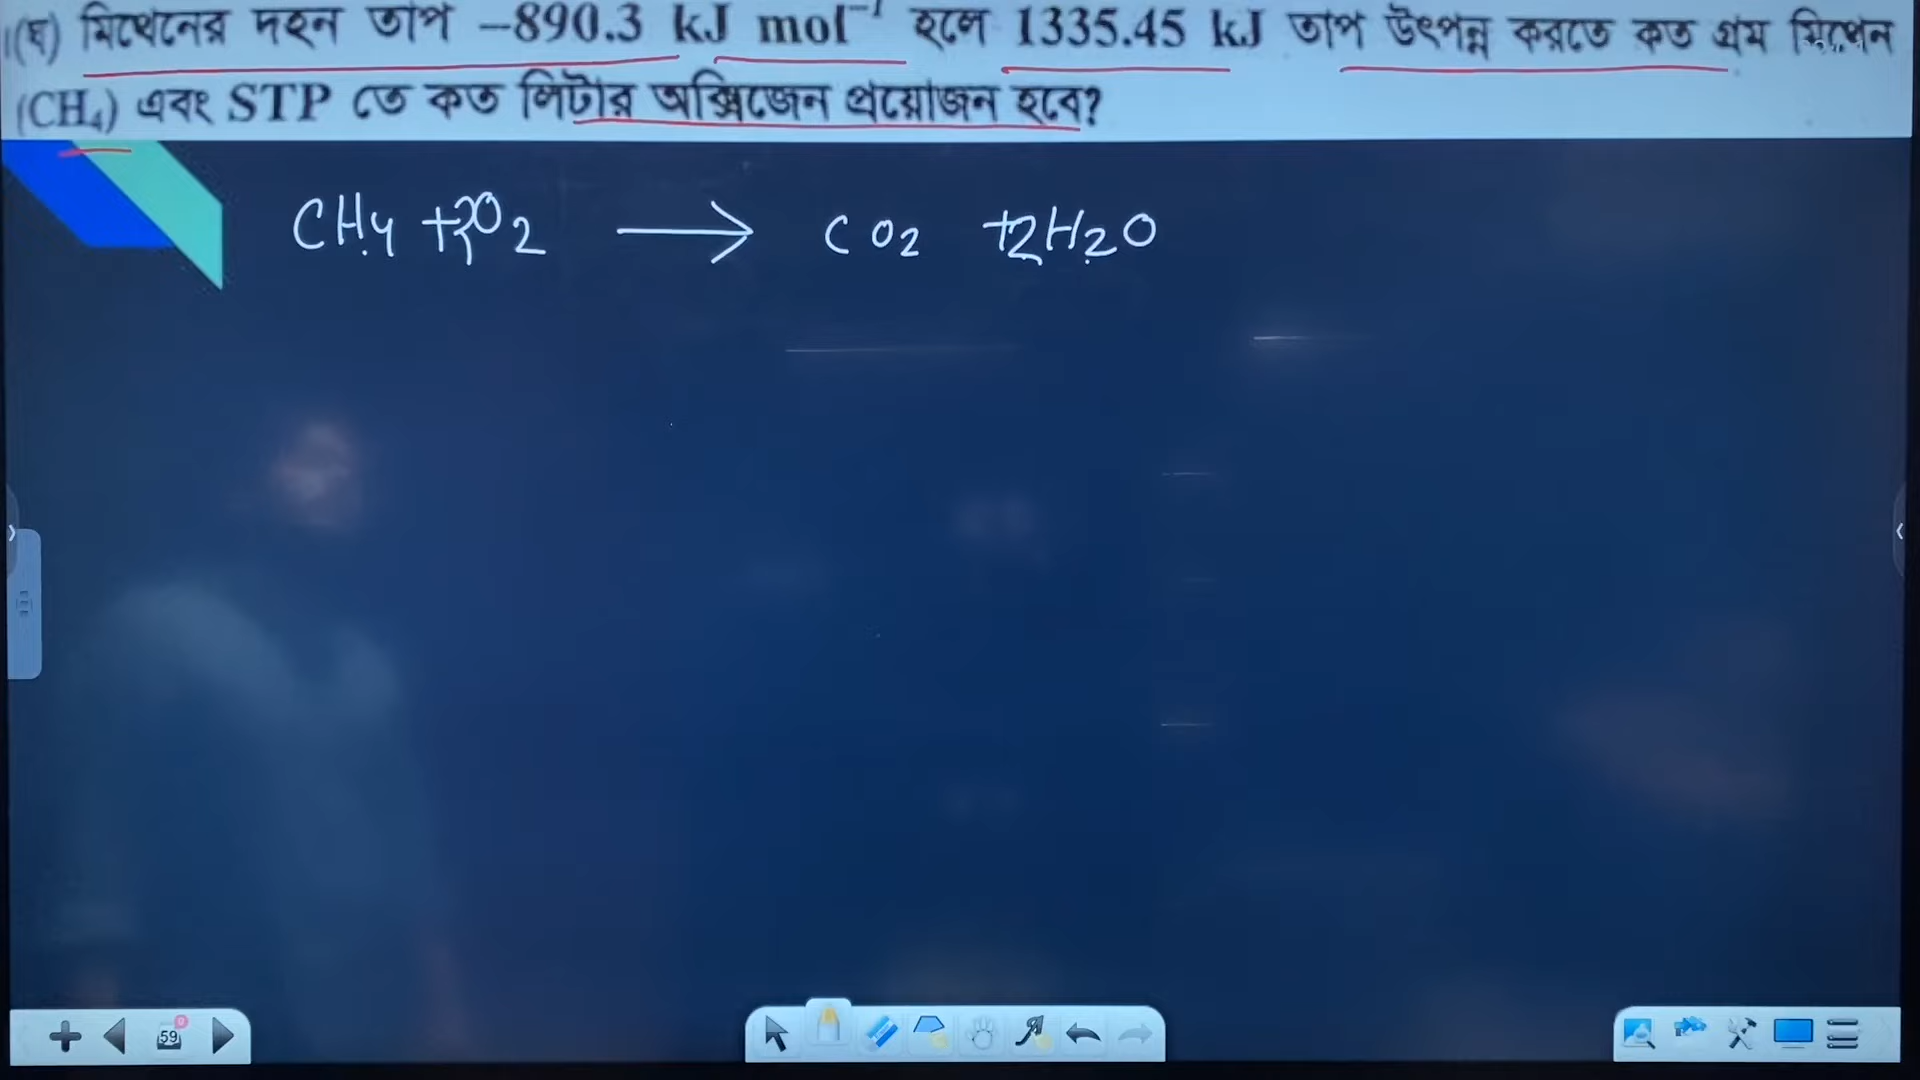 (ঘ) মিথেনের দহন তাপ −890.3 kJ mol⁻¹ হলে 1335.45 kJ তাপ উৎপন্ন করতে কত গ্রাম মিথেন
(CH₄) এবং STP তে কত লিটার অক্সিজেন প্রয়োজন হবে?
CH4 + 2O2 → CO2 + 2H2O
59